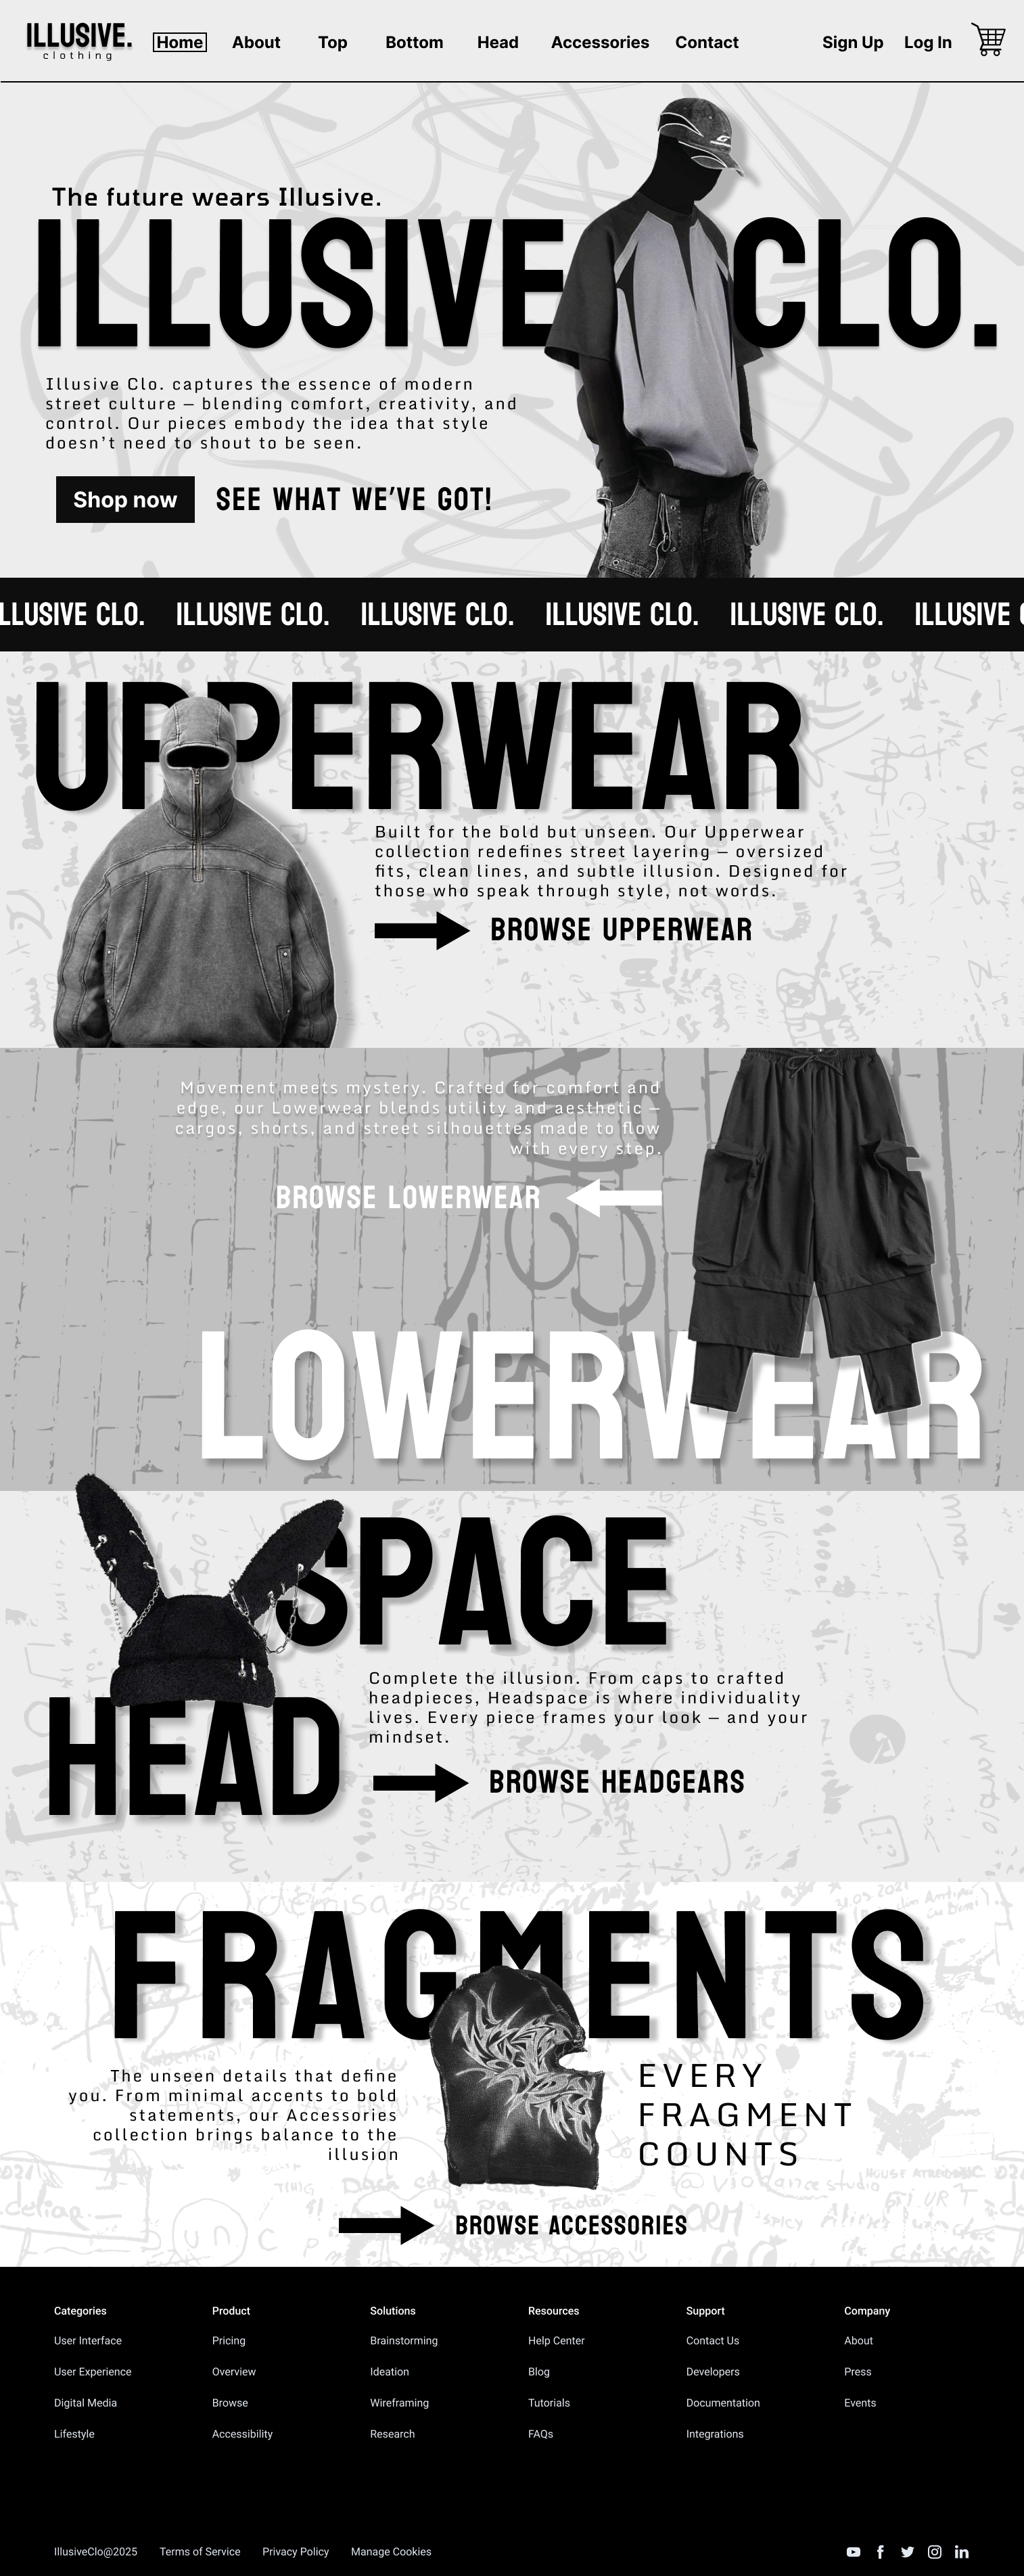 ILLUSIVE.
clothing
Home About Top Bottom Head Accessories Contact Sign Up Log In
The future wears Illusive.
ILLUSIVE CLO.
Illusive Clo. captures the essence of modern
street culture — blending comfort, creativity, and
control. Our pieces embody the idea that style
doesn't need to shout to be seen.
Shop now SEE WHAT WE'VE GOT!
LLUSIVE CLO. ILLUSIVE CLO. ILLUSIVE CLO. ILLUSIVE CLO. ILLUSIVE CLO. ILLUSIVE C
UPPERWEAR
Built for the bold but unseen. Our Upperwear
collection redefines street layering — oversized
fits, clean lines, and subtle illusion. Designed for
those who speak through style, not words.
BROWSE UPPERWEAR
Movement meets mystery. Crafted for comfort and
edge, our Lowerwear blends utility and aesthetic —
cargos, shorts, and street silhouettes made to flow
with every step.
BROWSE LOWERWEAR
LOWERWEAR
HEAD
SPACE
Complete the illusion. From caps to crafted
headpieces, Headspace is where individuality
lives. Every piece frames your look — and your
mindset.
BROWSE HEADGEARS
FRAGMENTS
The unseen details that define
you. From minimal accents to bold
statements, our Accessories
collection brings balance to the
illusion
EVERY
FRAGMENT
COUNTS
BROWSE ACCESSORIES
Categories
User Interface
User Experience
Digital Media
Lifestyle
Product
Pricing
Overview
Browse
Accessibility
Solutions
Brainstorming
Ideation
Wireframing
Research
Resources
Help Center
Blog
Tutorials
FAQs
Support
Contact Us
Developers
Documentation
Integrations
Company
About
Press
Events
IllusiveClo@2025 Terms of Service Privacy Policy Manage Cookies